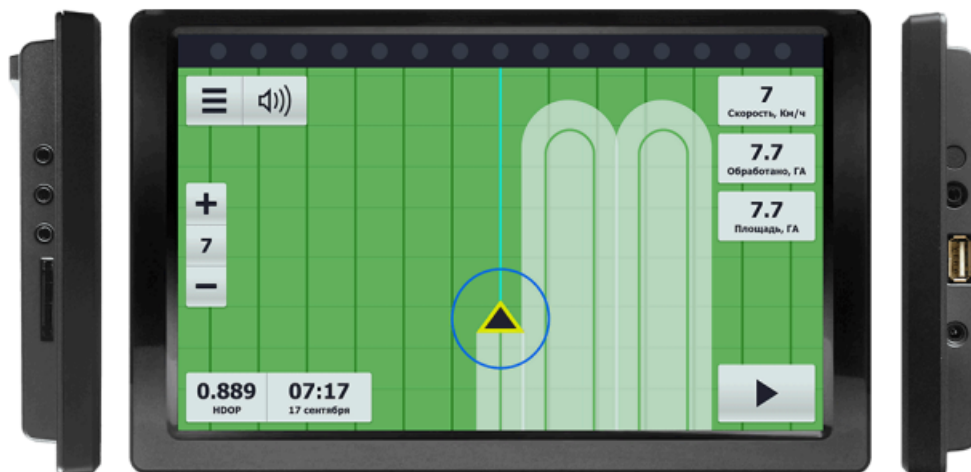 7
Скорость, Км/ч
7.7
Обработано, ГА
7.7
Площадь, ГА
+
7
−
0.889
HDOP
07:17
17 сентября